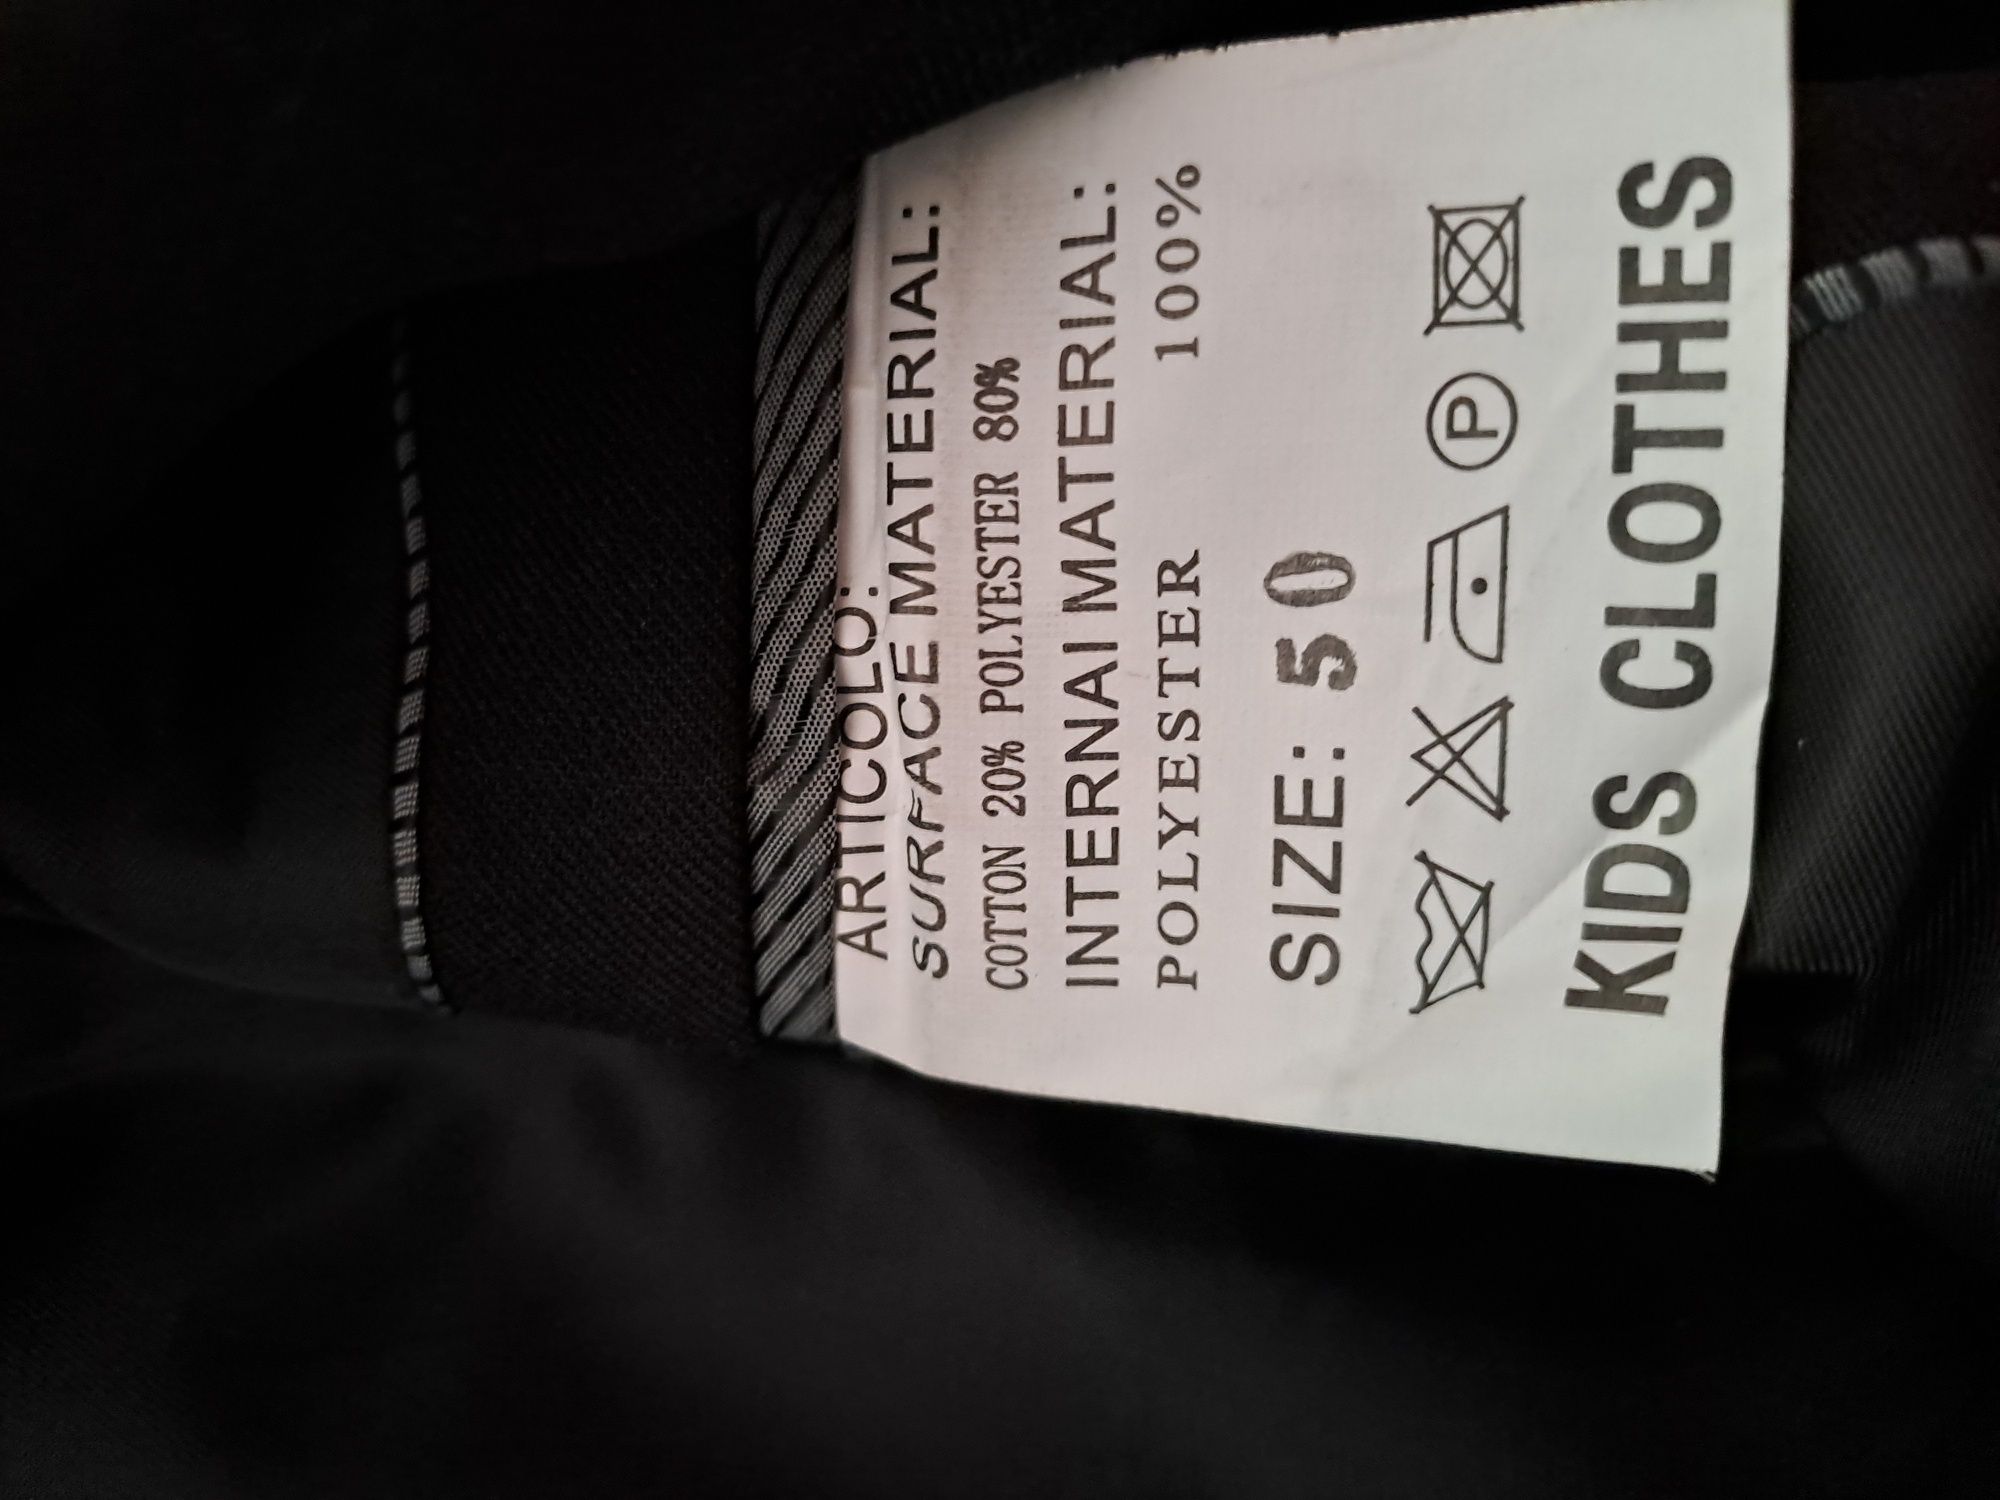 ARTICOLO:
SURFACE MATERIAL:
COTTON 20% POLYESTER 80%
INTERNAI MATERIAL:
POLYESTER 100%
SIZE: 50
P
KIDS CLOTHES